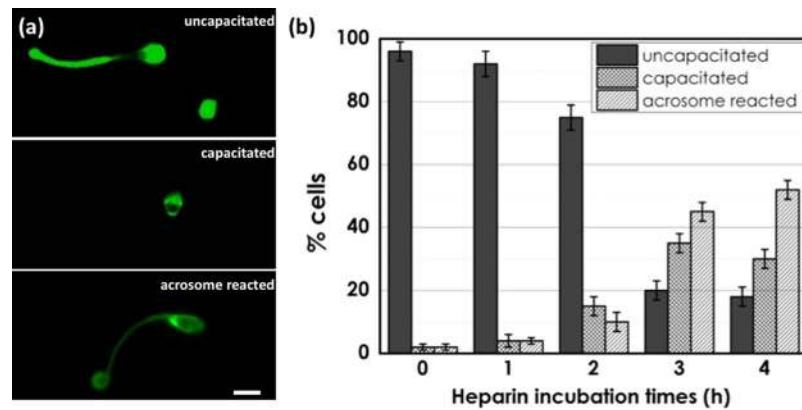 (a)
uncapacitated
capacitated
acrosome reacted
(b)
100
80
60
40
20
0
% cells
uncapacitated
capacitated
acrosome reacted
0 1 2 3 4
Heparin incubation times (h)